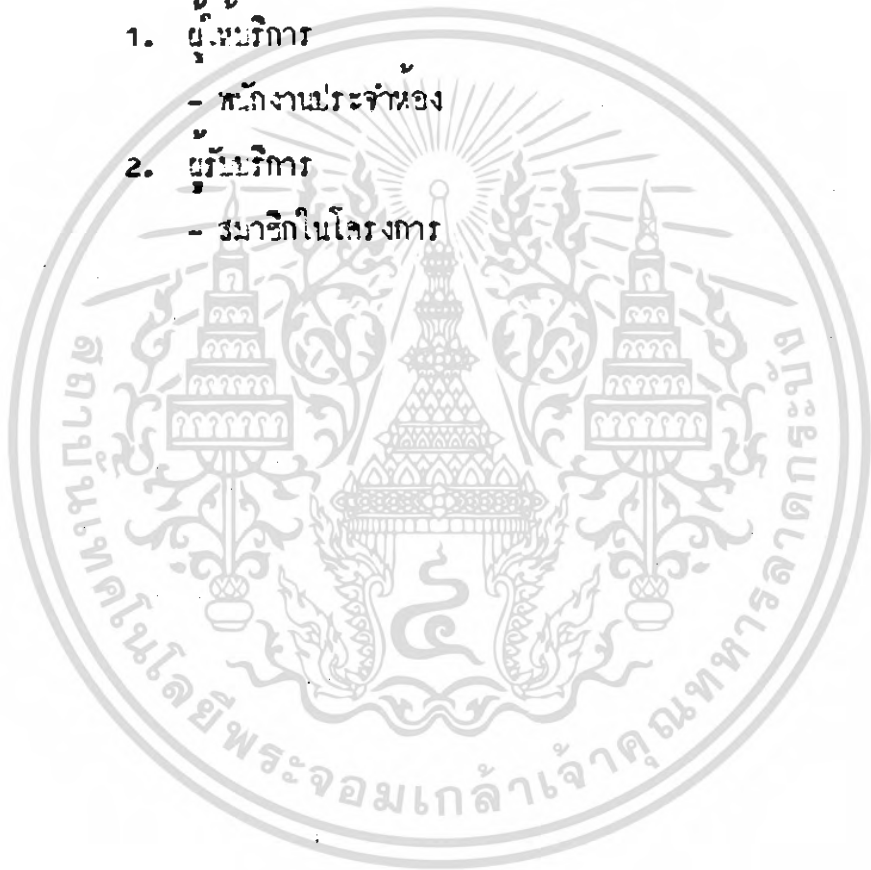 1. ผู้ให้บริการ
- พนักงานประจำห้อง
2. ผู้รับบริการ
- สมาชิกในโครงการ
สถาบันเทคโนโลยีพระจอมเกล้าเจ้าคุณทหารลาดกระบัง
๔